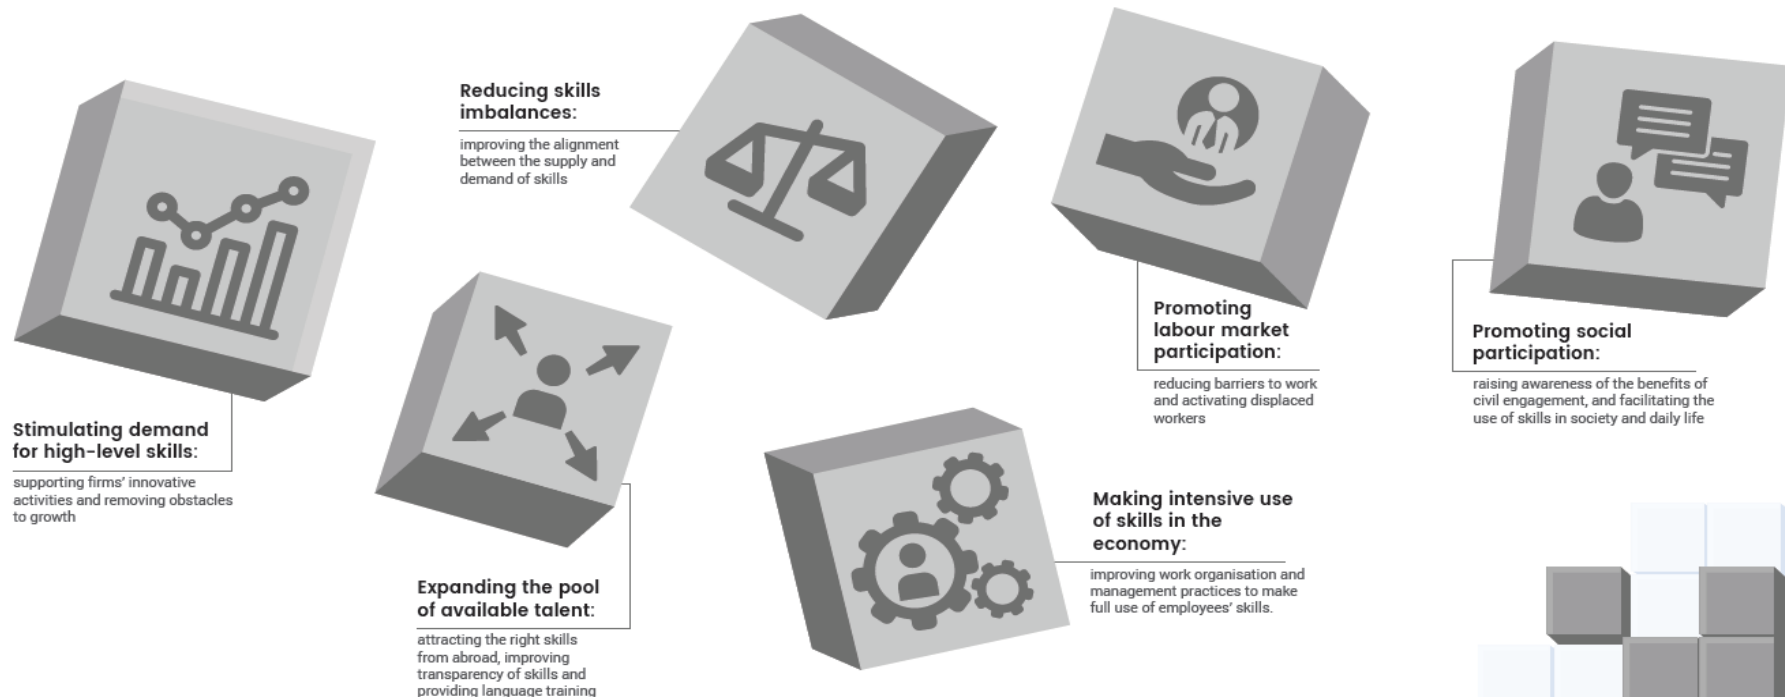 Stimulating demand
for high-level skills:
supporting firms' innovative
activities and removing obstacles
to growth
Reducing skills
imbalances:
improving the alignment
between the supply and
demand of skills
Expanding the pool
of available talent:
attracting the right skills
from abroad, improving
transparency of skills and
providing language training
Promoting
labour market
participation:
reducing barriers to work
and activating displaced
workers
Making intensive use
of skills in the
economy:
improving work organisation and
management practices to make
full use of employees' skills.
Promoting social
participation:
raising awareness of the benefits of
civil engagement, and facilitating the
use of skills in society and daily life